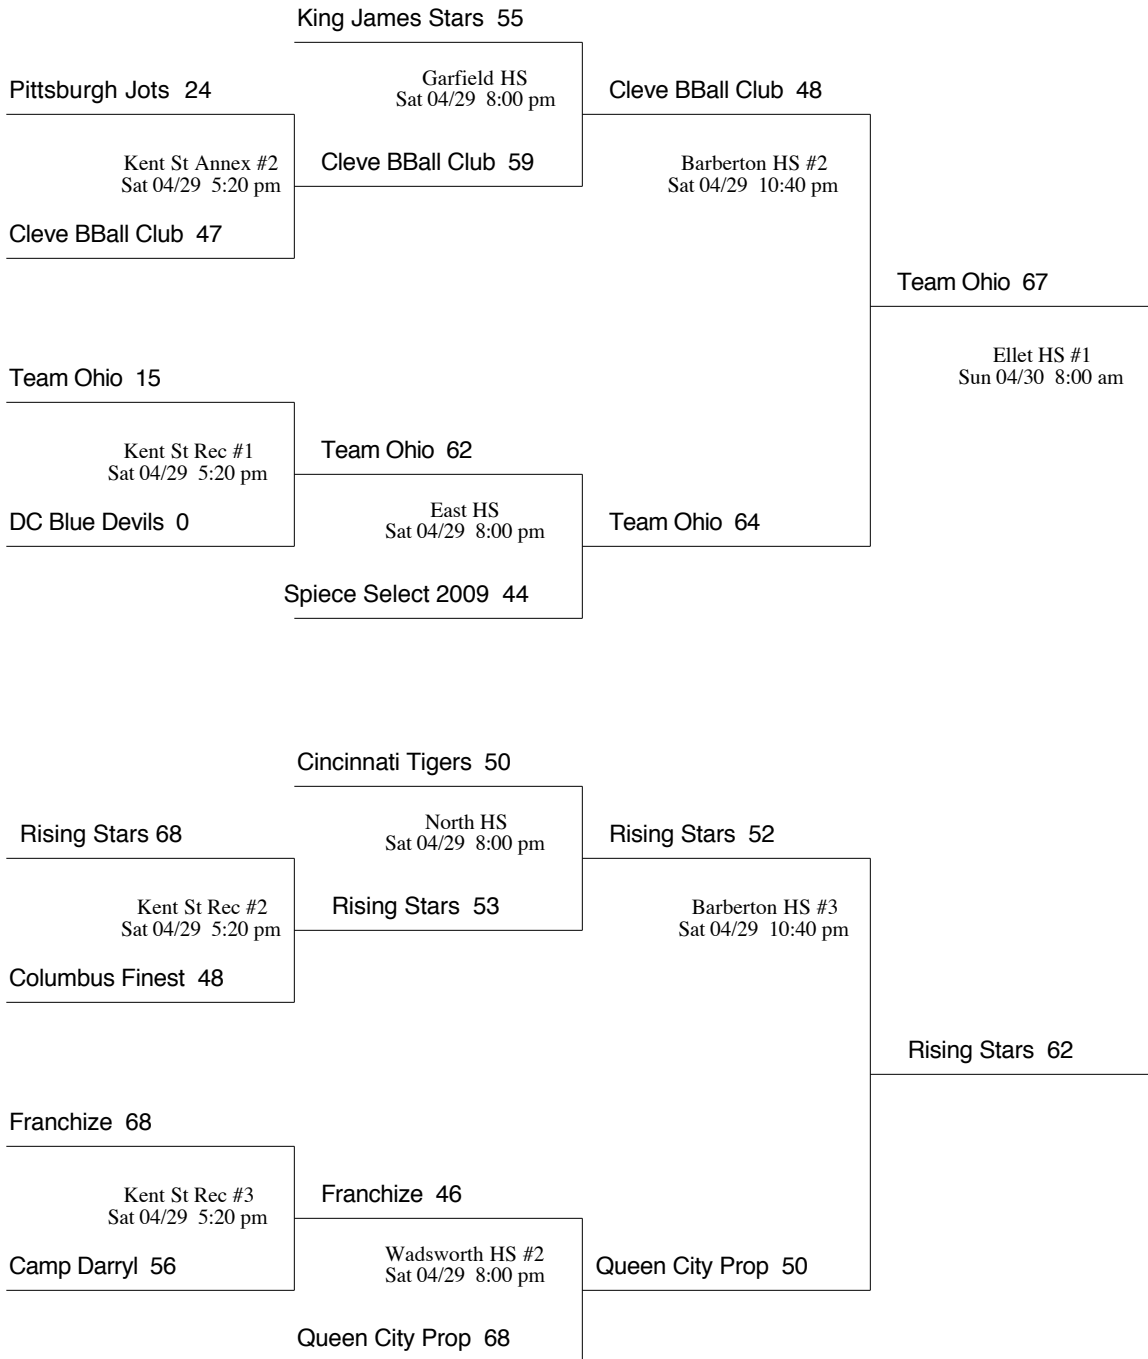 King James Stars  55
Garfield HS
Sat 04/29  8:00 pm
Pittsburgh Jots  24
Cleve BBall Club  48
Kent St Annex #2
Sat 04/29  5:20 pm
Cleve BBall Club  59
Barberton HS #2
Sat 04/29  10:40 pm
Cleve BBall Club  47
Team Ohio  67
Ellet HS #1
Sun 04/30  8:00 am
Team Ohio  15
Kent St Rec #1
Sat 04/29  5:20 pm
Team Ohio  62
East HS
Sat 04/29  8:00 pm
DC Blue Devils  0
Team Ohio  64
Spiece Select 2009  44
Cincinnati Tigers  50
North HS
Sat 04/29  8:00 pm
Rising Stars 68
Rising Stars  52
Kent St Rec #2
Sat 04/29  5:20 pm
Rising Stars  53
Barberton HS #3
Sat 04/29  10:40 pm
Columbus Finest  48
Rising Stars  62
Franchize  68
Kent St Rec #3
Sat 04/29  5:20 pm
Franchize  46
Wadsworth HS #2
Sat 04/29  8:00 pm
Camp Darryl  56
Queen City Prop  50
Queen City Prop  68